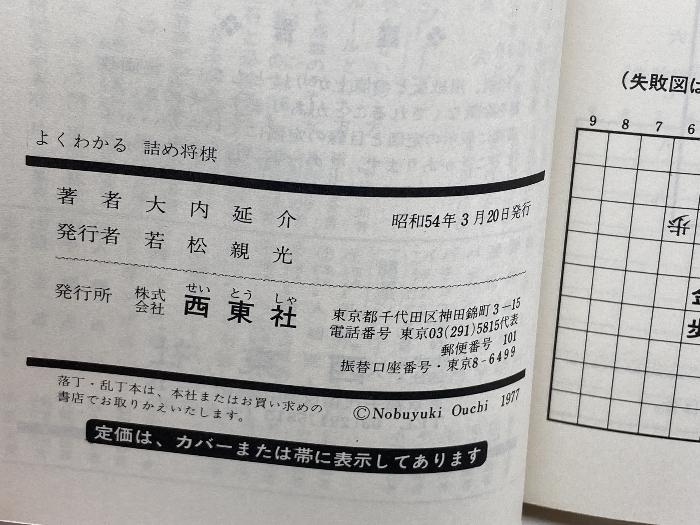 よくわかる 詰め将棋
著者 大内延介
昭和54年3月20日発行
発行者 若松親光
発行所 株式会社 西東社
せい とう しゃ
東京都千代田区神田錦町3-15
電話番号 東京03(291)5815代表
郵便番号 101
振替口座番号・東京8-6499
落丁・乱丁本は、本社またはお買い求めの
書店でお取りかえいたします。
©Nobuyuki Ouchi 1977
定価は、カバーまたは帯に表示してあります
(失敗図は
9 8 7 6
歩
歩